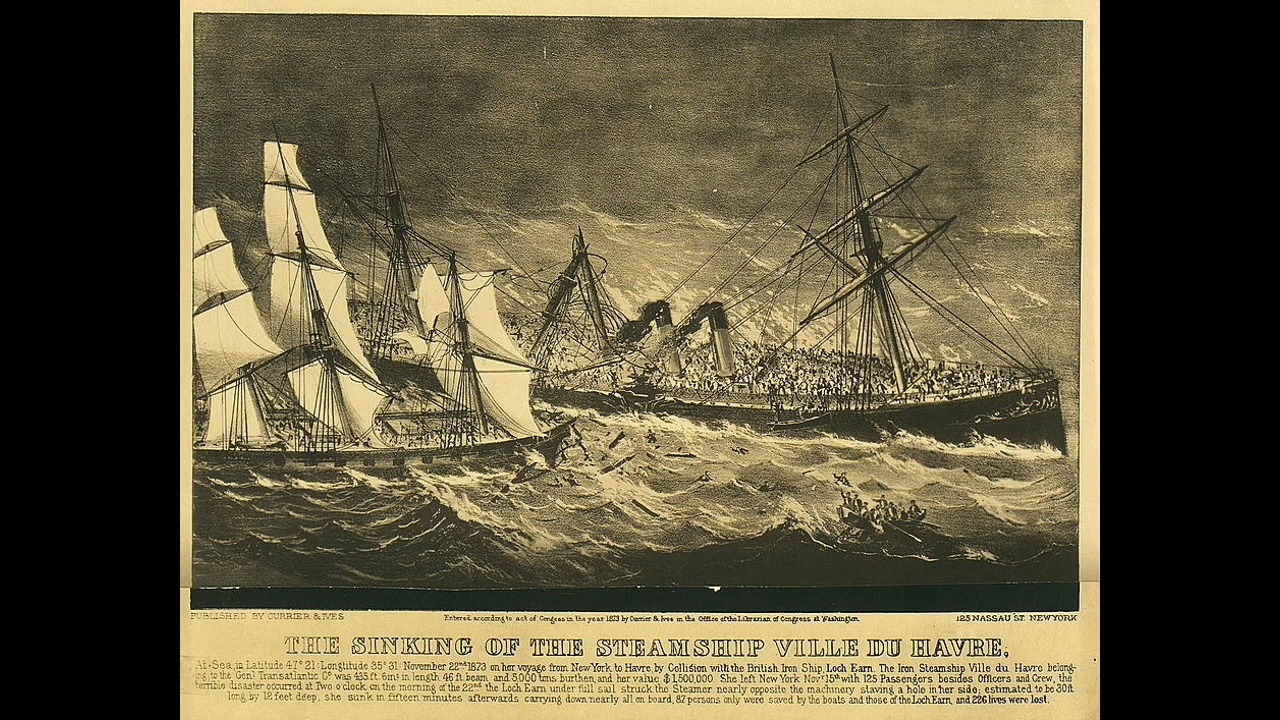 PUBLISHED BY CURRIER & IVES
Entered according to act of Congess in the year 1873 by Currier & Ives in the Office of the Librarian of Congress at Washington.
125 NASSAU ST. NEW YORK
THE SINKING OF THE STEAMSHIP VILLE DU HAVRE,
At Sea, in Latitude 47° 21' Longtitude 35° 31' November 22nd 1873 on her voyage from New York to Havre, by Collision with the British Iron Ship, Loch Earn. The Iron Steamship Ville du Havre belong-
ing to the Genl Transatlantic Co was 435 ft. 6 ins in length 46 ft beam and 5000 tons burthen, and her value $1,500,000. She left New York Novr 15th with 125 Passengers besides Officers and Crew, the
terrible disaster occurred at Two o'clock on the morning of the 22nd the Loch Earn under full sail struck the Steamer nearly opposite the machinery staving a hole in her side; estimated to be 30 ft
long, by 12 feet deep, she sunk in fifteen minutes afterwards carrying down nearly all on board, 87 persons only were saved by the boats and those of the Loch Earn, and 226 lives were lost.